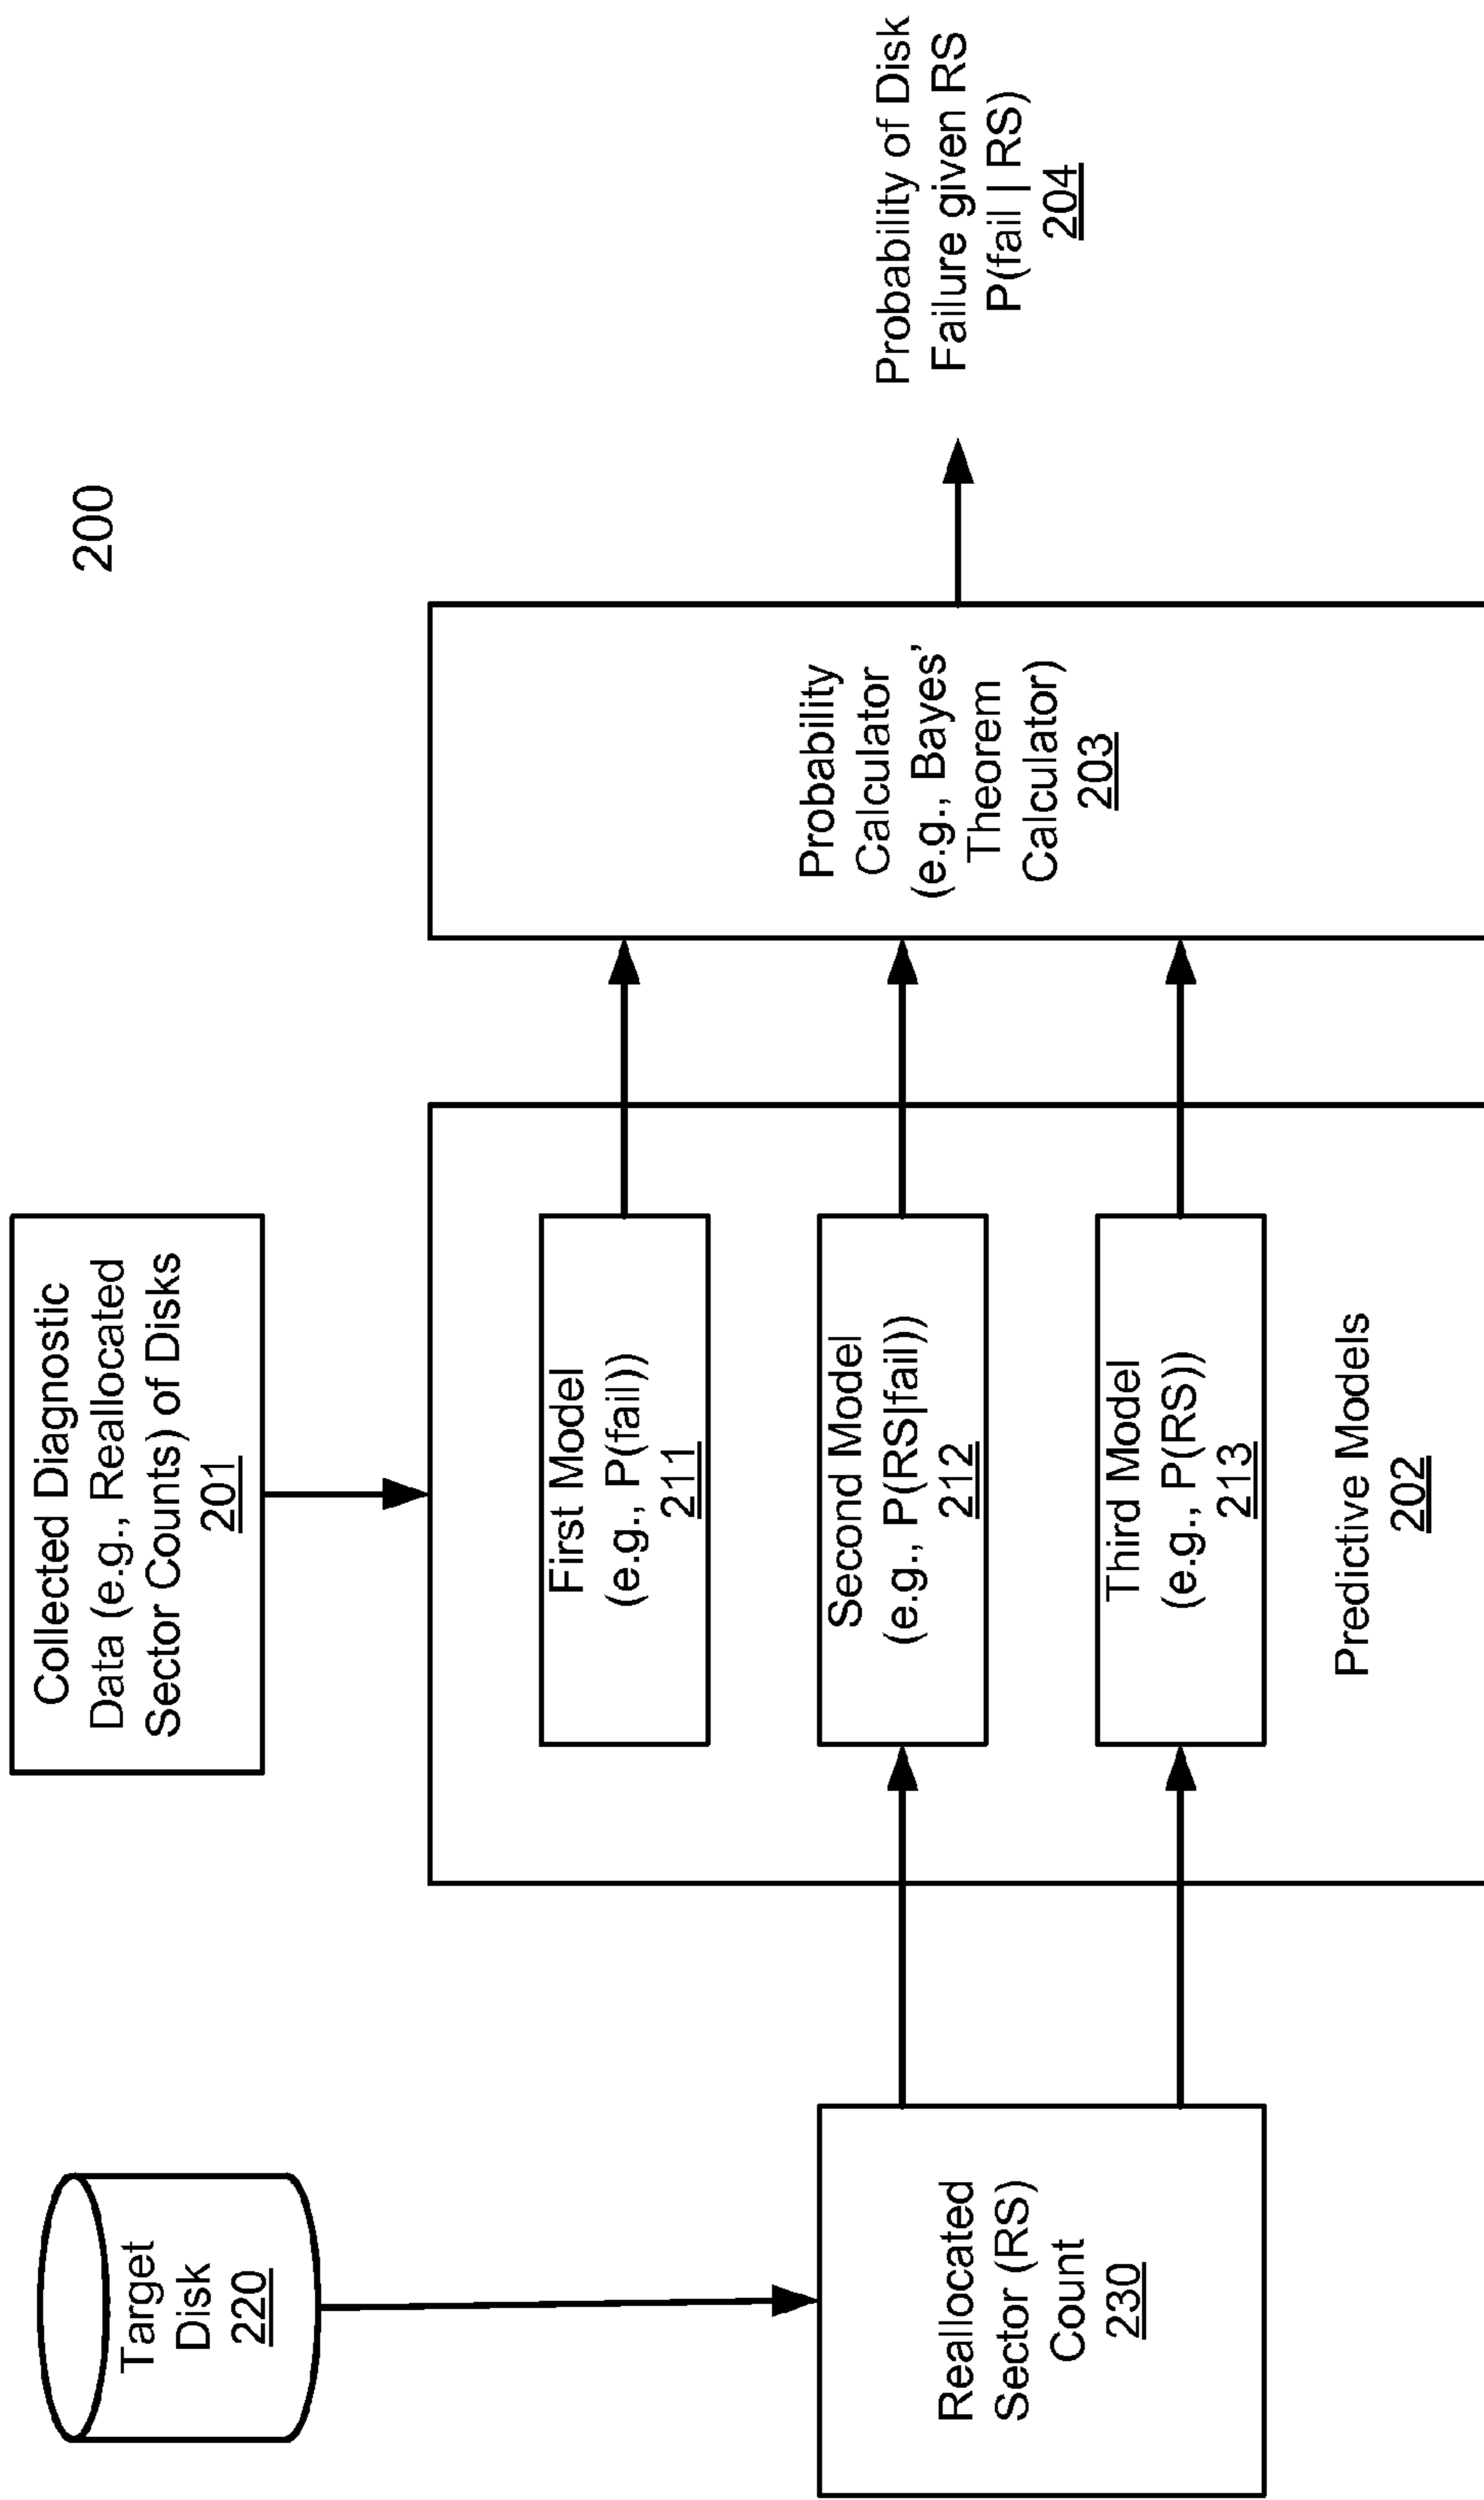 200
Collected Diagnostic
Data (e.g., Reallocated
Sector Counts) of Disks
201
Target
Disk
220
First Model
(e.g., P(fail))
211
Second Model
(e.g., P(RS|fail))
212
Third Model
(e.g., P(RS))
213
Predictive Models
202
Reallocated
Sector (RS)
Count
230
Probability
Calculator
(e.g., Bayes’
Theorem
Calculator)
203
Probability of Disk
Failure given RS
P(fail | RS)
204